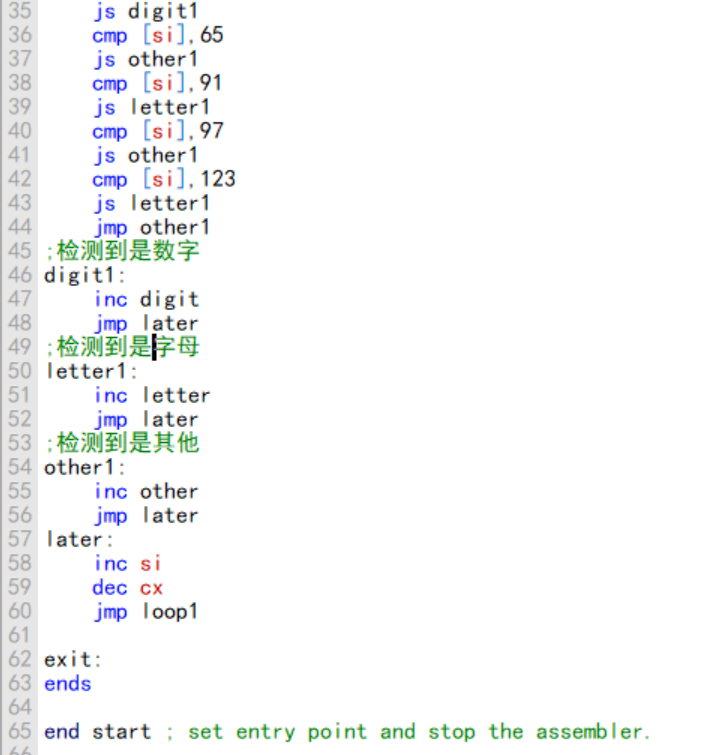 35 js digit1
36 cmp [si],65
37 js other1
38 cmp [si],91
39 js letter1
40 cmp [si],97
41 js other1
42 cmp [si],123
43 js letter1
44 jmp other1
45 ;检测到是数字
46 digit1:
47 inc digit
48 jmp later
49 ;检测到是字母
50 letter1:
51 inc letter
52 jmp later
53 ;检测到是其他
54 other1:
55 inc other
56 jmp later
57 later:
58 inc si
59 dec cx
60 jmp loop1
61
62 exit:
63 ends
64
65 end start ; set entry point and stop the assembler.